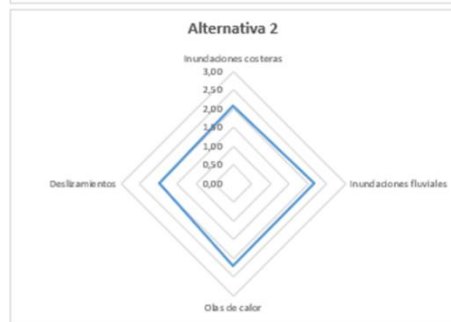 Alternativa 2
Inundaciones costeras
3,00
2,50
2,00
1,50
1,00
0,50
0,00
Deslizamientos
Inundaciones fluviales
Olas de calor